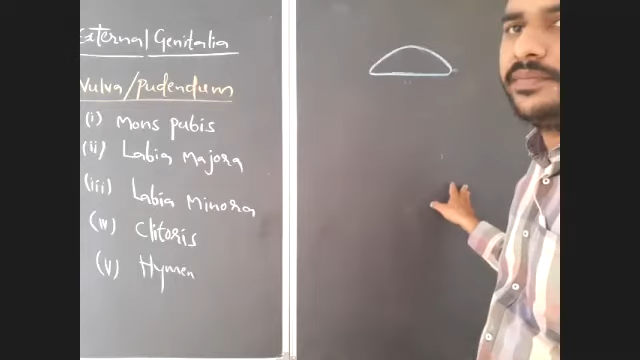 External Genitalia
Vulva/pudendum
(i) Mons pubis
(ii) Labia Majora
(iii) Labia Minora
(iv) Clitoris
(v) Hymen